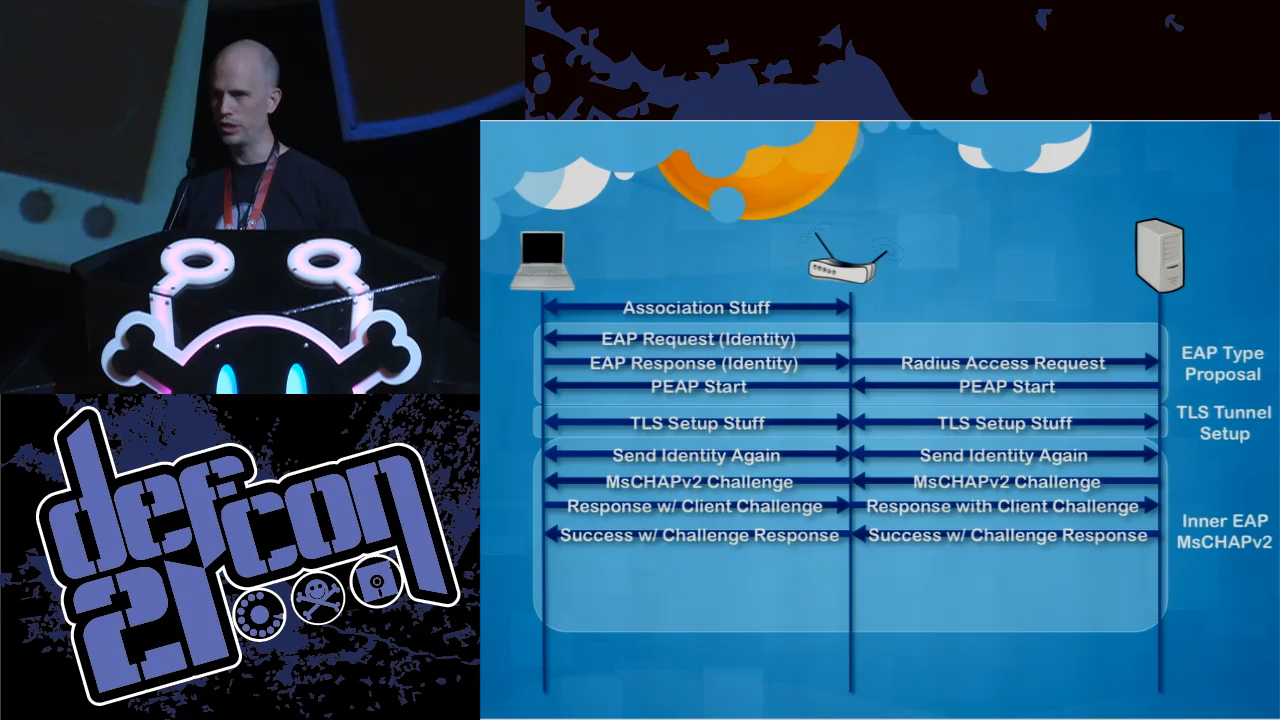 Association Stuff
EAP Request (Identity)
EAP Response (Identity) Radius Access Request
PEAP Start PEAP Start
EAP Type
Proposal
TLS Setup Stuff TLS Setup Stuff
TLS Tunnel
Setup
Send Identity Again Send Identity Again
MsCHAPv2 Challenge MsCHAPv2 Challenge
Response w/ Client Challenge Response with Client Challenge
Success w/ Challenge Response Success w/ Challenge Response
Inner EAP
MsCHAPv2
defcon
21